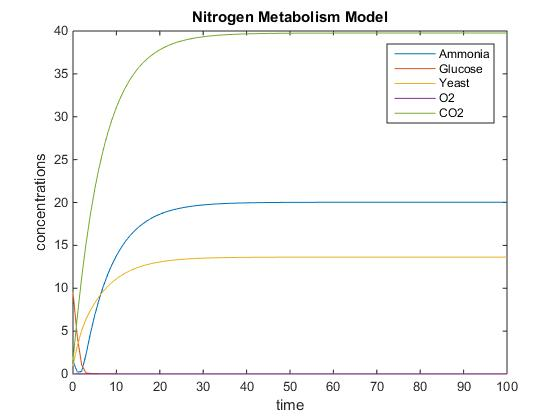 Nitrogen Metabolism Model
40
35
30
25
20
15
10
5
0
concentrations
Ammonia
Glucose
Yeast
O2
CO2
0 10 20 30 40 50 60 70 80 90 100
time